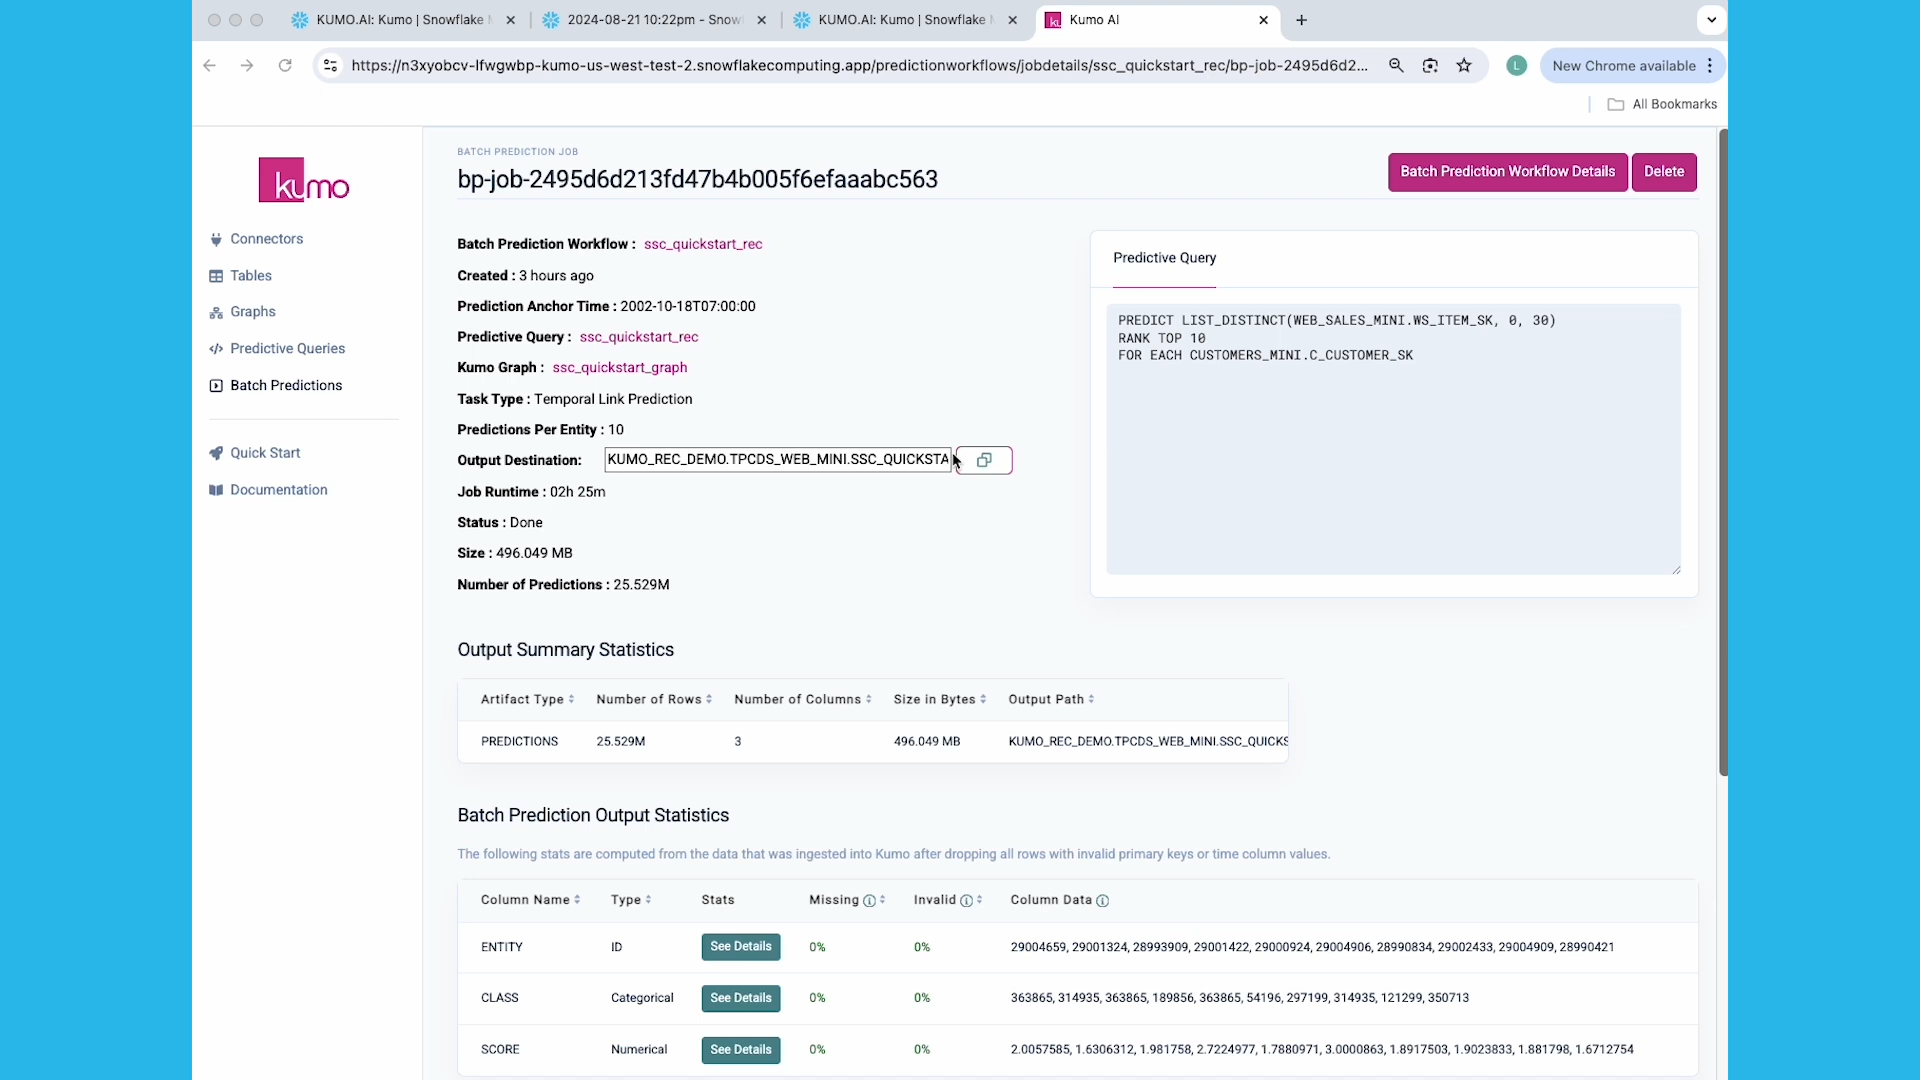 KUMO.AI: Kumo | Snowflake
2024-08-21 10:22pm - Snow
KUMO.AI: Kumo | Snowflake
Kumo AI
https://n3xyobcv-lfwgwbp-kumo-us-west-test-2.snowflakecomputing.app/predictionworkflows/jobdetails/ssc_quickstart_rec/bp-job-2495d6d2...
L
New Chrome available
All Bookmarks
kumo
Connectors
Tables
Graphs
Predictive Queries
Batch Predictions
Quick Start
Documentation
BATCH PREDICTION JOB
bp-job-2495d6d213fd47b4b005f6efaaabc563
Batch Prediction Workflow Details
Delete
Batch Prediction Workflow : ssc_quickstart_rec
Created : 3 hours ago
Prediction Anchor Time : 2002-10-18T07:00:00
Predictive Query : ssc_quickstart_rec
Kumo Graph : ssc_quickstart_graph
Task Type : Temporal Link Prediction
Predictions Per Entity : 10
Output Destination: KUMO_REC_DEMO.TPCDS_WEB_MINI.SSC_QUICKSTA
Job Runtime : 02h 25m
Status : Done
Size : 496.049 MB
Number of Predictions : 25.529M
Predictive Query
PREDICT LIST_DISTINCT(WEB_SALES_MINI.WS_ITEM_SK, 0, 30)
RANK TOP 10
FOR EACH CUSTOMERS_MINI.C_CUSTOMER_SK
Output Summary Statistics
Artifact Type Number of Rows Number of Columns Size in Bytes Output Path
PREDICTIONS 25.529M 3 496.049 MB KUMO_REC_DEMO.TPCDS_WEB_MINI.SSC_QUICKS
Batch Prediction Output Statistics
The following stats are computed from the data that was ingested into Kumo after dropping all rows with invalid primary keys or time column values.
Column Name Type Stats Missing Invalid Column Data
ENTITY ID See Details 0% 0% 29004659, 29001324, 28993909, 29001422, 29000924, 29004906, 28990834, 29002433, 29004909, 28990421
CLASS Categorical See Details 0% 0% 363865, 314935, 363865, 189856, 363865, 54196, 297199, 314935, 121299, 350713
SCORE Numerical See Details 0% 0% 2.0057585, 1.6306312, 1.981758, 2.7224977, 1.7880971, 3.0000863, 1.8917503, 1.9023833, 1.881798, 1.6712754